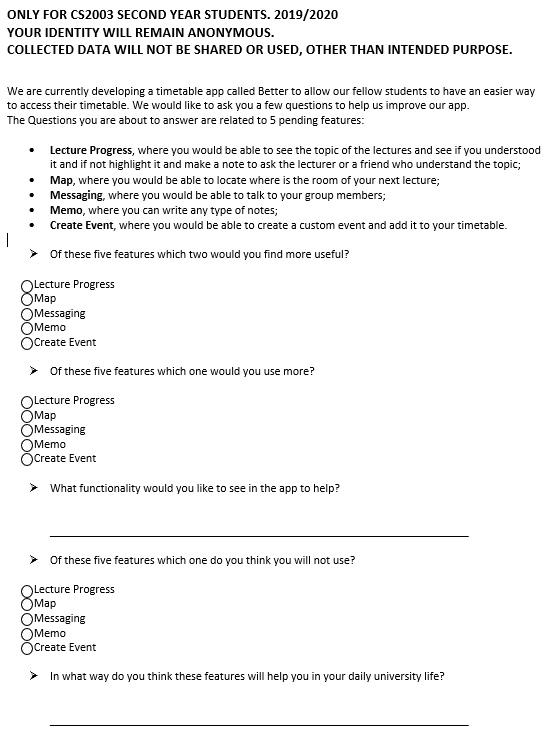 ONLY FOR CS2003 SECOND YEAR STUDENTS. 2019/2020
YOUR IDENTITY WILL REMAIN ANONYMOUS.
COLLECTED DATA WILL NOT BE SHARED OR USED, OTHER THAN INTENDED PURPOSE.
We are currently developing a timetable app called Better to allow our fellow students to have an easier way
to access their timetable. We would like to ask you a few questions to help us improve our app.
The Questions you are about to answer are related to 5 pending features:
• Lecture Progress, where you would be able to see the topic of the lectures and see if you understood
it and if not highlight it and make a note to ask the lecturer or a friend who understand the topic;
• Map, where you would be able to locate where is the room of your next lecture;
• Messaging, where you would be able to talk to your group members;
• Memo, where you can write any type of notes;
• Create Event, where you would be able to create a custom event and add it to your timetable.
➢ Of these five features which two would you find more useful?
Lecture Progress
Map
Messaging
Memo
Create Event
➢ Of these five features which one would you use more?
Lecture Progress
Map
Messaging
Memo
Create Event
➢ What functionality would you like to see in the app to help?
➢ Of these five features which one do you think you will not use?
Lecture Progress
Map
Messaging
Memo
Create Event
➢ In what way do you think these features will help you in your daily university life?